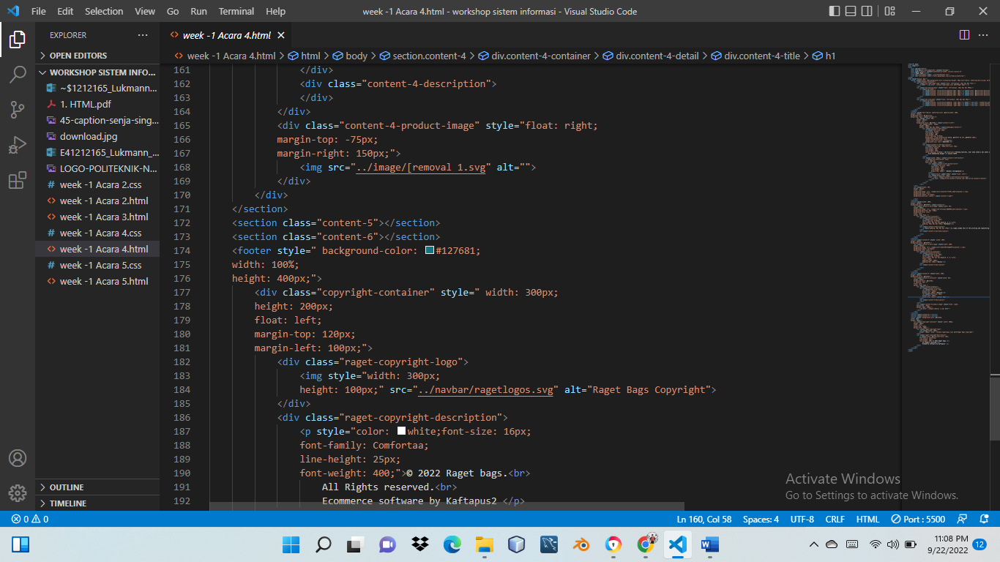 File Edit Selection View Go Run Terminal Help week -1 Acara 4.html - workshop sistem informasi - Visual Studio Code
EXPLORER
OPEN EDITORS
WORKSHOP SISTEM INFO...
~$1212165_Lukmann...
1. HTML.pdf
45-caption-senja-sing...
download.jpg
E41212165_Lukmann_...
LOGO-POLITEKNIK-N...
week -1 Acara 2.css
week -1 Acara 2.html
week -1 Acara 3.html
week -1 Acara 4.css
week -1 Acara 4.html
week -1 Acara 5.css
week -1 Acara 5.html
OUTLINE
TIMELINE
week -1 Acara 4.html
week -1 Acara 4.html > html > body > section.content-4 > div.content-4-container > div.content-4-detail > div.content-4-title > h1
161 </div>
162 <div class="content-4-description">
163 </div>
164 </div>
165 <div class="content-4-product-image" style="float: right;
166 margin-top: -75px;
167 margin-right: 150px;">
168 <img src="../image/[removal 1.svg" alt="">
169 </div>
170 </div>
171 </section>
172 <section class="content-5"></section>
173 <section class="content-6"></section>
174 <footer style=" background-color: #127681;
175 width: 100%;
176 height: 400px;">
177 <div class="copyright-container" style=" width: 300px;
178 height: 200px;
179 float: left;
180 margin-top: 120px;
181 margin-left: 100px;">
182 <div class="raget-copyright-logo">
183 <img style="width: 300px;
184 height: 100px;" src="../navbar/ragetlogos.svg" alt="Raget Bags Copyright">
185 </div>
186 <div class="raget-copyright-description">
187 <p style="color: white;font-size: 16px;
188 font-family: Comfortaa;
189 line-height: 25px;
190 font-weight: 400;">© 2022 Raget bags.<br>
191 All Rights reserved.<br>
192 Ecommerce software by Kaftapus2 </p>
Activate Windows
Go to Settings to activate Windows.
0 0 Ln 160, Col 58 Spaces: 4 UTF-8 CRLF HTML Port : 5500
11:08 PM
9/22/2022 12